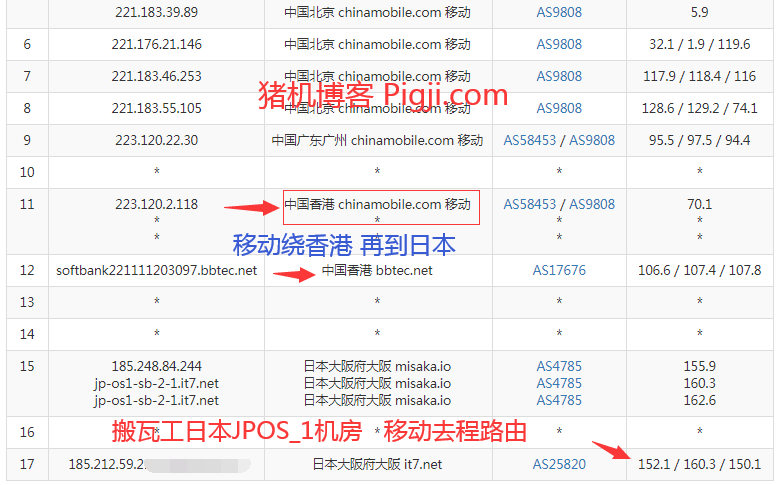 221.183.39.89 中国北京 chinamobile.com 移动 AS9808 5.9
6 221.176.21.146 中国北京 chinamobile.com 移动 AS9808 32.1 / 1.9 / 119.6
7 221.183.46.253 中国北京 chinamobile.com 移动 AS9808 117.9 / 118.4 / 116
猪机博客 Piqji.com
8 221.183.55.105 中国北京 chinamobile.com 移动 AS9808 128.6 / 129.2 / 74.1
9 223.120.22.30 中国广东广州 chinamobile.com 移动 AS58453 / AS9808 95.5 / 97.5 / 94.4
10 * * * *
11 223.120.2.118 中国香港 chinamobile.com 移动 AS58453 / AS9808 70.1
* * * *
* * * *
移动绕香港 再到日本
12 softbank221111203097.bbtec.net 中国香港 bbtec.net AS17676 106.6 / 107.4 / 107.8
13 * * * *
14 * * * *
15 185.248.84.244 日本大阪府大阪 misaka.io AS4785 155.9
jp-os1-sb-2-1.it7.net 日本大阪府大阪 misaka.io AS4785 160.3
jp-os1-sb-2-1.it7.net 日本大阪府大阪 misaka.io AS4785 162.6
16 * * * *
搬瓦工日本JPOS_1机房 移动去程路由
17 185.212.59.2 日本大阪府大阪 it7.net AS25820 152.1 / 160.3 / 150.1